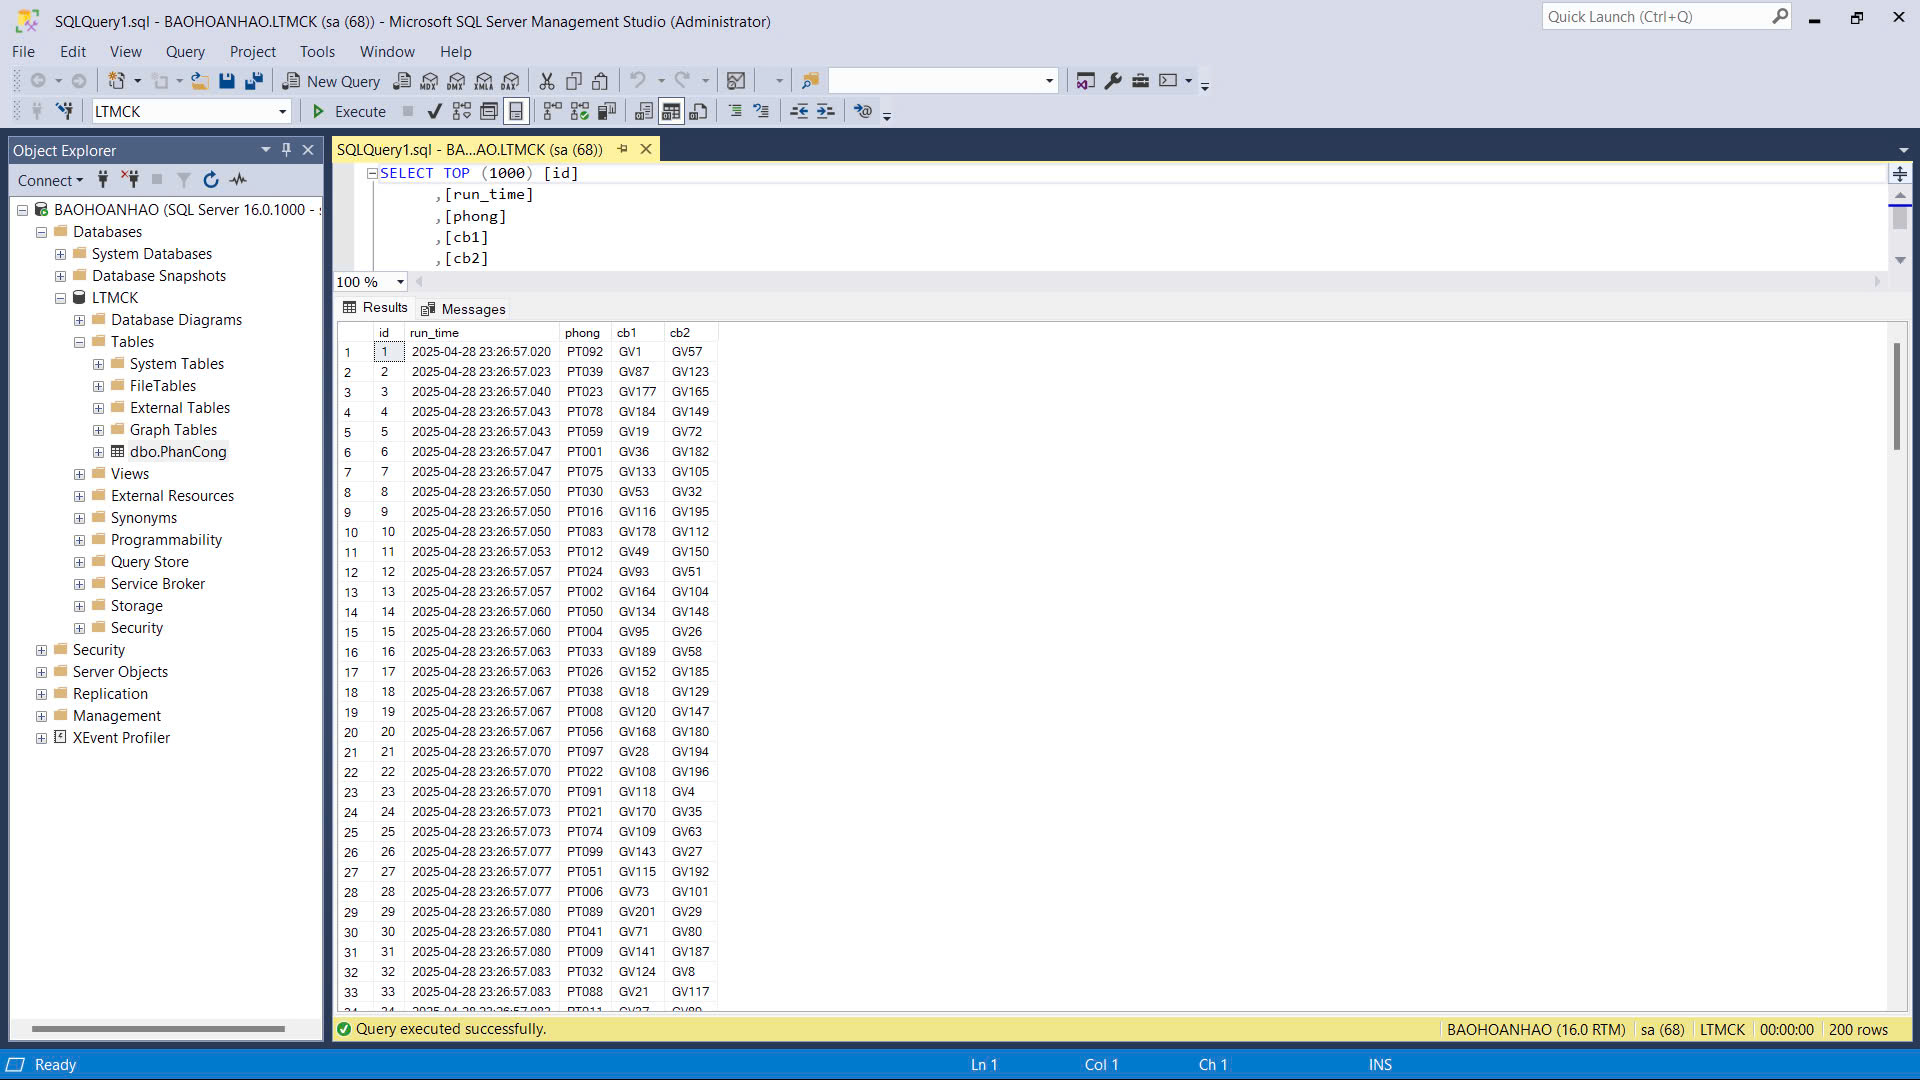 SQLQuery1.sql - BAOHOANHAO.LTMCK (sa (68)) - Microsoft SQL Server Management Studio (Administrator)
Quick Launch (Ctrl+Q)
File Edit View Query Project Tools Window Help
New Query MDX DMX XMLA DAX
LTMCK Execute
Object Explorer
Connect
BAOHOANHAO (SQL Server 16.0.1000 - s
Databases
System Databases
Database Snapshots
LTMCK
Database Diagrams
Tables
System Tables
FileTables
External Tables
Graph Tables
dbo.PhanCong
Views
External Resources
Synonyms
Programmability
Query Store
Service Broker
Storage
Security
Security
Server Objects
Replication
Management
XEvent Profiler
SQLQuery1.sql - BA...AO.LTMCK (sa (68))
SELECT TOP (1000) [id]
,[run_time]
,[phong]
,[cb1]
,[cb2]
100 %
Results Messages
id run_time phong cb1 cb2
1 1 2025-04-28 23:26:57.020 PT092 GV1 GV57
2 2 2025-04-28 23:26:57.023 PT039 GV87 GV123
3 3 2025-04-28 23:26:57.040 PT023 GV177 GV165
4 4 2025-04-28 23:26:57.043 PT078 GV184 GV149
5 5 2025-04-28 23:26:57.043 PT059 GV19 GV72
6 6 2025-04-28 23:26:57.047 PT001 GV36 GV182
7 7 2025-04-28 23:26:57.047 PT075 GV133 GV105
8 8 2025-04-28 23:26:57.050 PT030 GV53 GV32
9 9 2025-04-28 23:26:57.050 PT016 GV116 GV195
10 10 2025-04-28 23:26:57.050 PT083 GV178 GV112
11 11 2025-04-28 23:26:57.053 PT012 GV49 GV150
12 12 2025-04-28 23:26:57.057 PT024 GV93 GV51
13 13 2025-04-28 23:26:57.057 PT002 GV164 GV104
14 14 2025-04-28 23:26:57.060 PT050 GV134 GV148
15 15 2025-04-28 23:26:57.060 PT004 GV95 GV26
16 16 2025-04-28 23:26:57.063 PT033 GV189 GV58
17 17 2025-04-28 23:26:57.063 PT026 GV152 GV185
18 18 2025-04-28 23:26:57.067 PT038 GV18 GV129
19 19 2025-04-28 23:26:57.067 PT008 GV120 GV147
20 20 2025-04-28 23:26:57.067 PT056 GV168 GV180
21 21 2025-04-28 23:26:57.070 PT097 GV28 GV194
22 22 2025-04-28 23:26:57.070 PT022 GV108 GV196
23 23 2025-04-28 23:26:57.070 PT091 GV118 GV4
24 24 2025-04-28 23:26:57.073 PT021 GV170 GV35
25 25 2025-04-28 23:26:57.073 PT074 GV109 GV63
26 26 2025-04-28 23:26:57.077 PT099 GV143 GV27
27 27 2025-04-28 23:26:57.077 PT051 GV115 GV192
28 28 2025-04-28 23:26:57.077 PT006 GV73 GV101
29 29 2025-04-28 23:26:57.080 PT089 GV201 GV29
30 30 2025-04-28 23:26:57.080 PT041 GV71 GV80
31 31 2025-04-28 23:26:57.080 PT009 GV141 GV187
32 32 2025-04-28 23:26:57.083 PT032 GV124 GV8
33 33 2025-04-28 23:26:57.083 PT088 GV21 GV117
Query executed successfully. BAOHOANHAO (16.0 RTM) sa (68) LTMCK 00:00:00 200 rows
Ready Ln 1 Col 1 Ch 1 INS